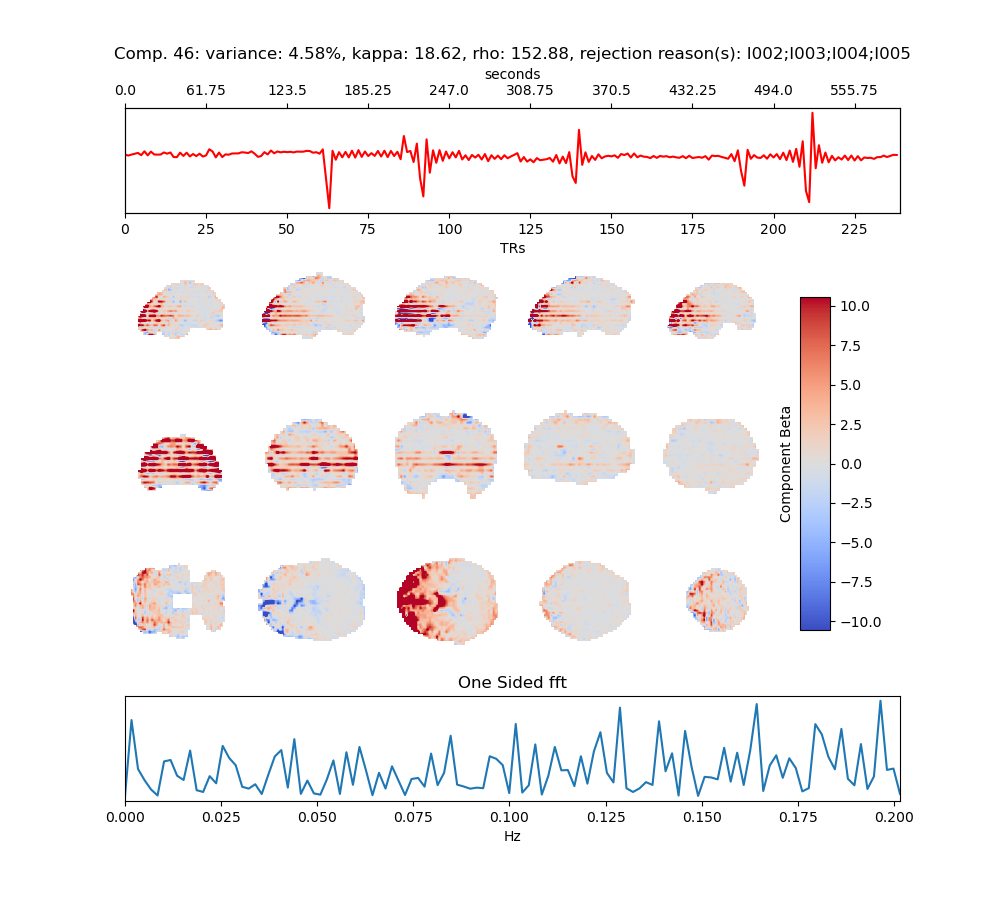 Comp. 46: variance: 4.58%, kappa: 18.62, rho: 152.88, rejection reason(s): I002;I003;I004;I005
seconds
0.0 61.75 123.5 185.25 247.0 308.75 370.5 432.25 494.0 555.75
0 25 50 75 100 125 150 175 200 225
TRs
10.0
7.5
5.0
2.5
0.0
−2.5
−5.0
−7.5
−10.0
Component Beta
One Sided fft
0.000 0.025 0.050 0.075 0.100 0.125 0.150 0.175 0.200
Hz